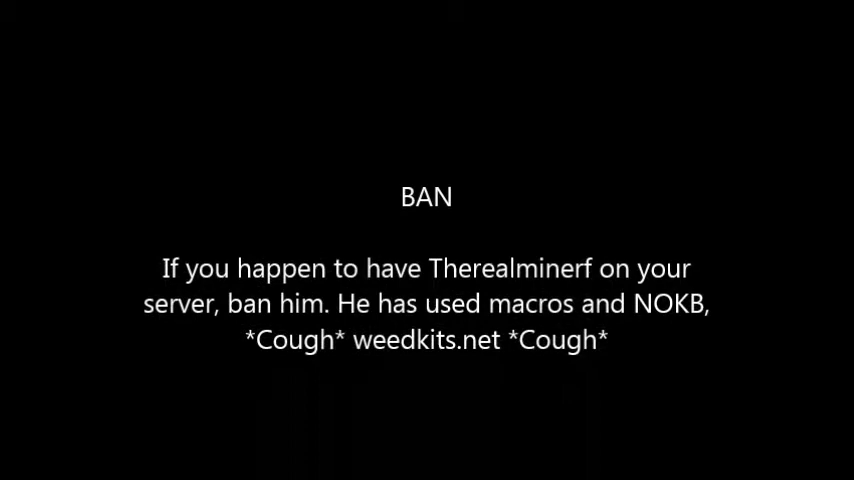 BAN
If you happen to have Therealminerf on your
server, ban him. He has used macros and NOKB,
*Cough* weedkits.net *Cough*